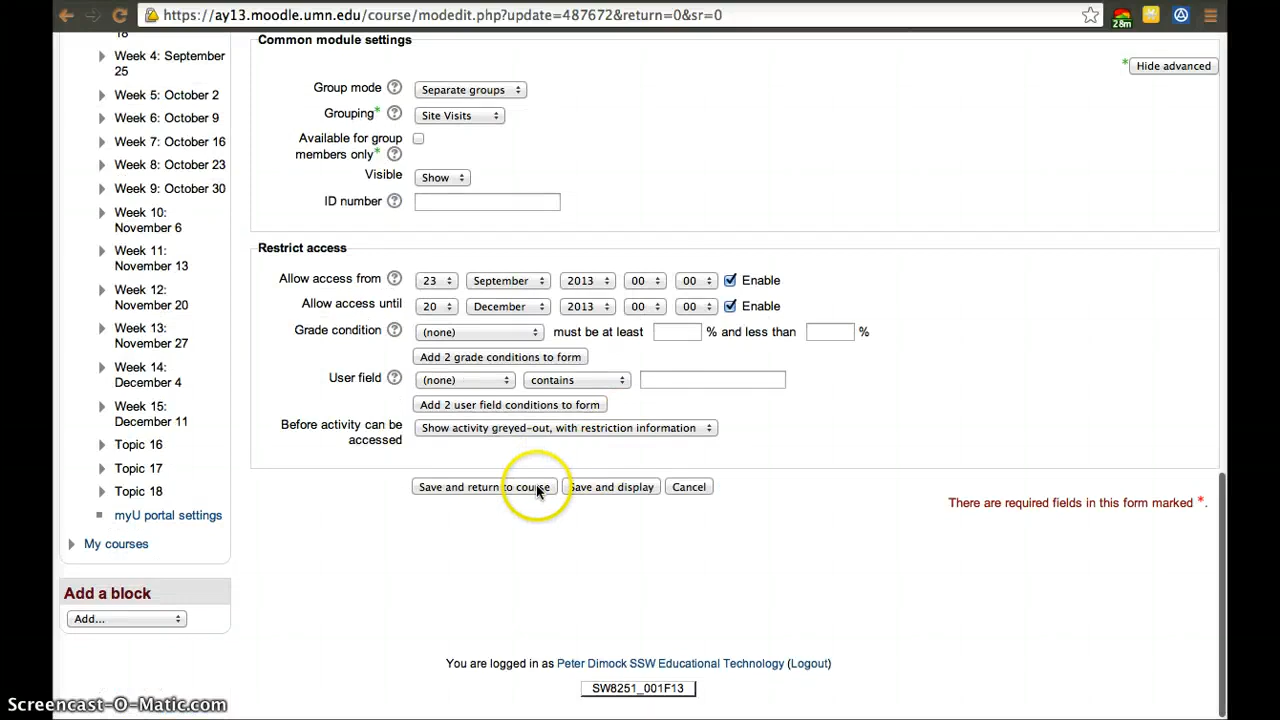 https://ay13.moodle.umn.edu/course/modedit.php?update=487672&return=0&sr=0
28m
18
Week 4: September
25
Week 5: October 2
Week 6: October 9
Week 7: October 16
Week 8: October 23
Week 9: October 30
Week 10:
November 6
Week 11:
November 13
Week 12:
November 20
Week 13:
November 27
Week 14:
December 4
Week 15:
December 11
Topic 16
Topic 17
Topic 18
myU portal settings
My courses
Add a block
Add...
Common module settings
* Hide advanced
Group mode ? Separate groups
Grouping* ? Site Visits
Available for group
members only* ?
Visible Show
ID number ?
Restrict access
Allow access from ? 23 September 2013 00 00 Enable
Allow access until 20 December 2013 00 00 Enable
Grade condition ? (none) must be at least % and less than %
Add 2 grade conditions to form
User field ? (none) contains
Add 2 user field conditions to form
Before activity can be
accessed Show activity greyed-out, with restriction information
Save and return to course Save and display Cancel
There are required fields in this form marked *.
You are logged in as Peter Dimock SSW Educational Technology (Logout)
SW8251_001F13
Screencast-O-Matic.com